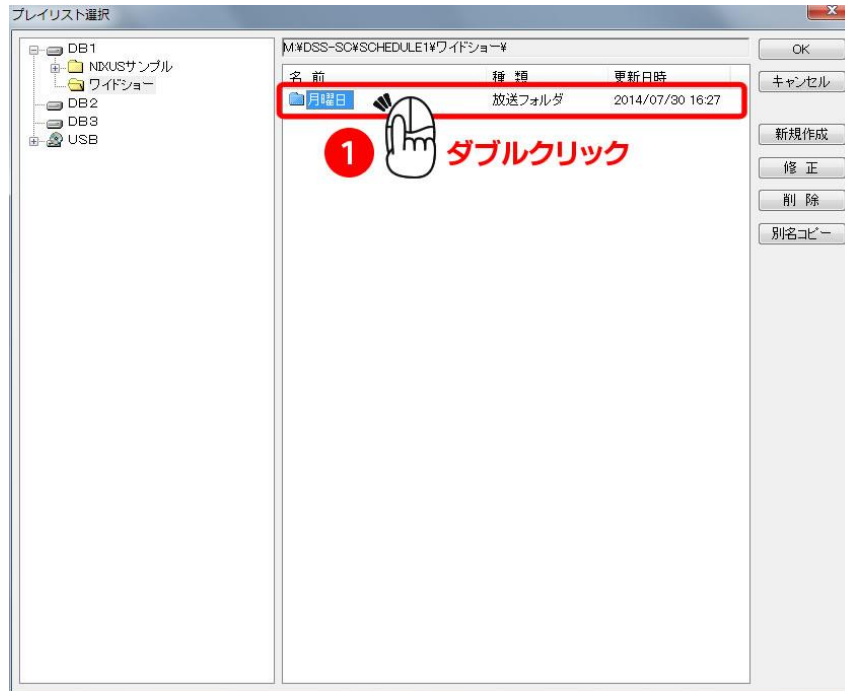 プレイリスト選択
DB1
NIXUSサンプル
ワイドショー
DB2
DB3
USB
M:¥DSS-SC¥SCHEDULE1¥ワイドショー¥
名 前 種 類 更新日時
月曜日 放送フォルダ 2014/07/30 16:27
1 ダブルクリック
OK
キャンセル
新規作成
修 正
削 除
別名コピー